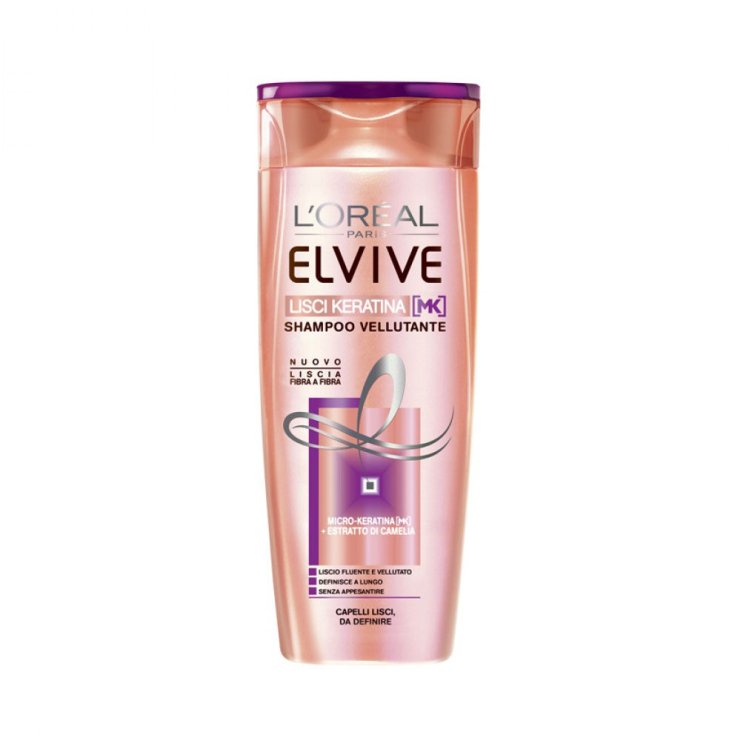 L'ORÉAL
PARIS
ELVIVE
LISCI KERATINA [MK]
SHAMPOO VELLUTANTE
NUOVO
LISCIA
FIBRA A FIBRA
MICRO-KERATINA [MK]
+ ESTRATTO DI CAMELIA
LISCIO FLUENTE E VELLUTATO
DEFINISCE A LUNGO
SENZA APPESANTIRE
CAPELLI LISCI,
DA DEFINIRE